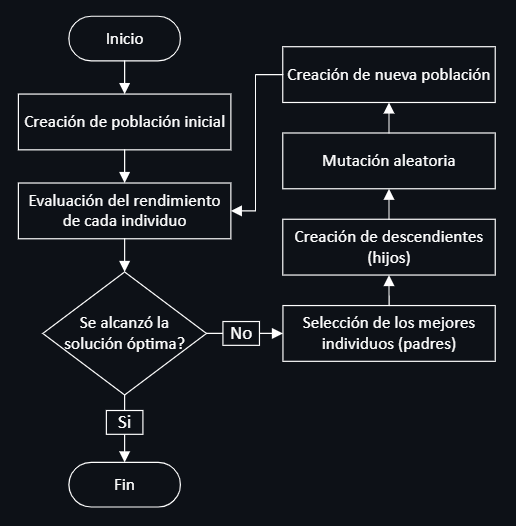 Inicio
Creación de población inicial
Evaluación del rendimiento
de cada individuo
Se alcanzó la
solución óptima?
No
Selección de los mejores
individuos (padres)
Creación de descendientes
(hijos)
Mutación aleatoria
Creación de nueva población
Si
Fin